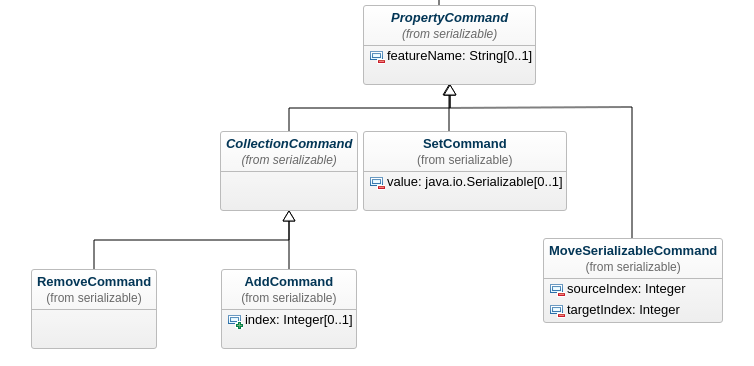 PropertyCommand
(from serializable)
featureName: String[0..1]
CollectionCommand
(from serializable)
SetCommand
(from serializable)
value: java.io.Serializable[0..1]
MoveSerializableCommand
(from serializable)
sourceIndex: Integer
targetIndex: Integer
RemoveCommand
(from serializable)
AddCommand
(from serializable)
index: Integer[0..1]